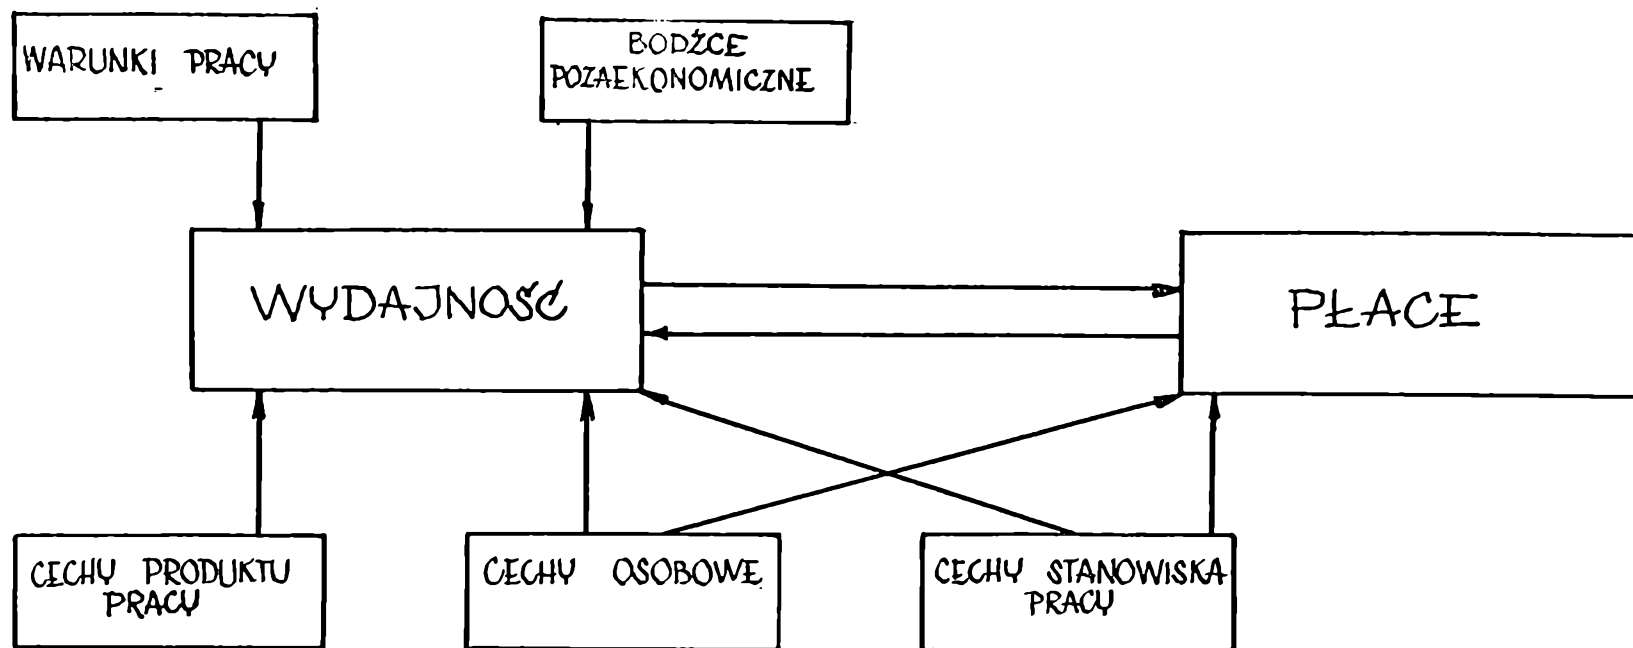 WARUNKI PRACY
BODŹCE
POZAEKONOMICZNE
WYDAJNOŚĆ
PŁACE
CECHY PRODUKTU
PRACY
CECHY OSOBOWE
CECHY STANOWISKA
PRACY